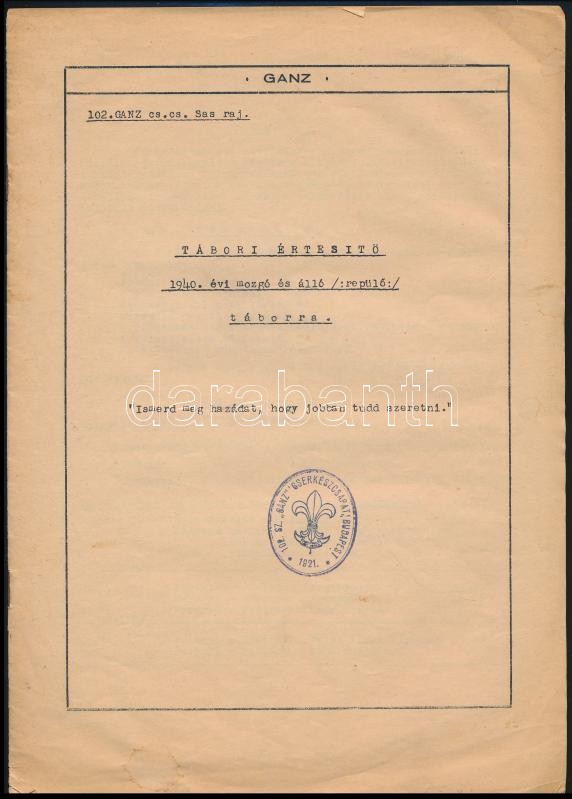 · GANZ ·
102.GANZ cs.cs. Sas raj.
TÁBORI ÉRTESITŐ
1940. évi mozgó és álló /:repülő:/
táborra.
darabanth
"Ismerd meg hazádat, hogy jobban tudd szeretni."
102. SZ. „GANZ" CSERKÉSZCSAPAT, BUDAPEST
* 1921. *